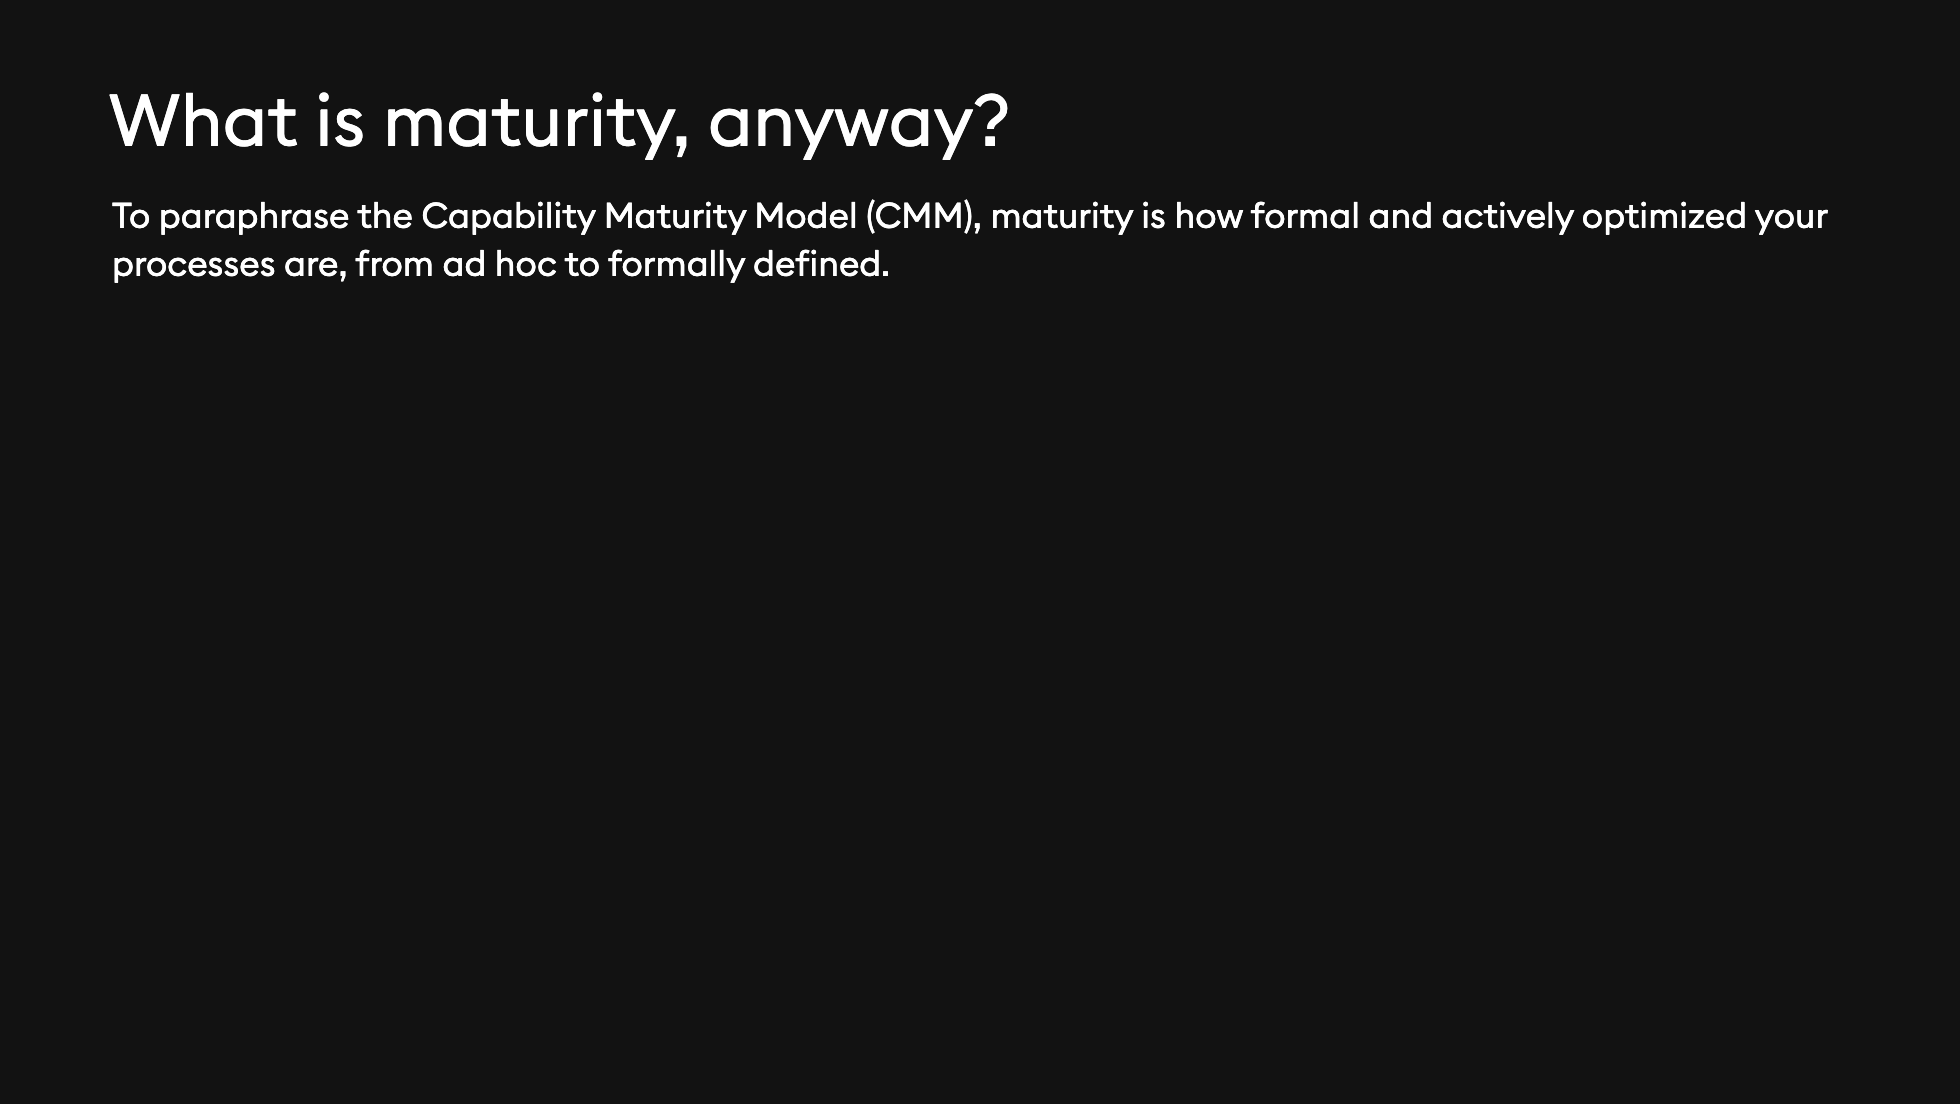 What is maturity, anyway?
To paraphrase the Capability Maturity Model (CMM), maturity is how formal and actively optimized your
processes are, from ad hoc to formally defined.